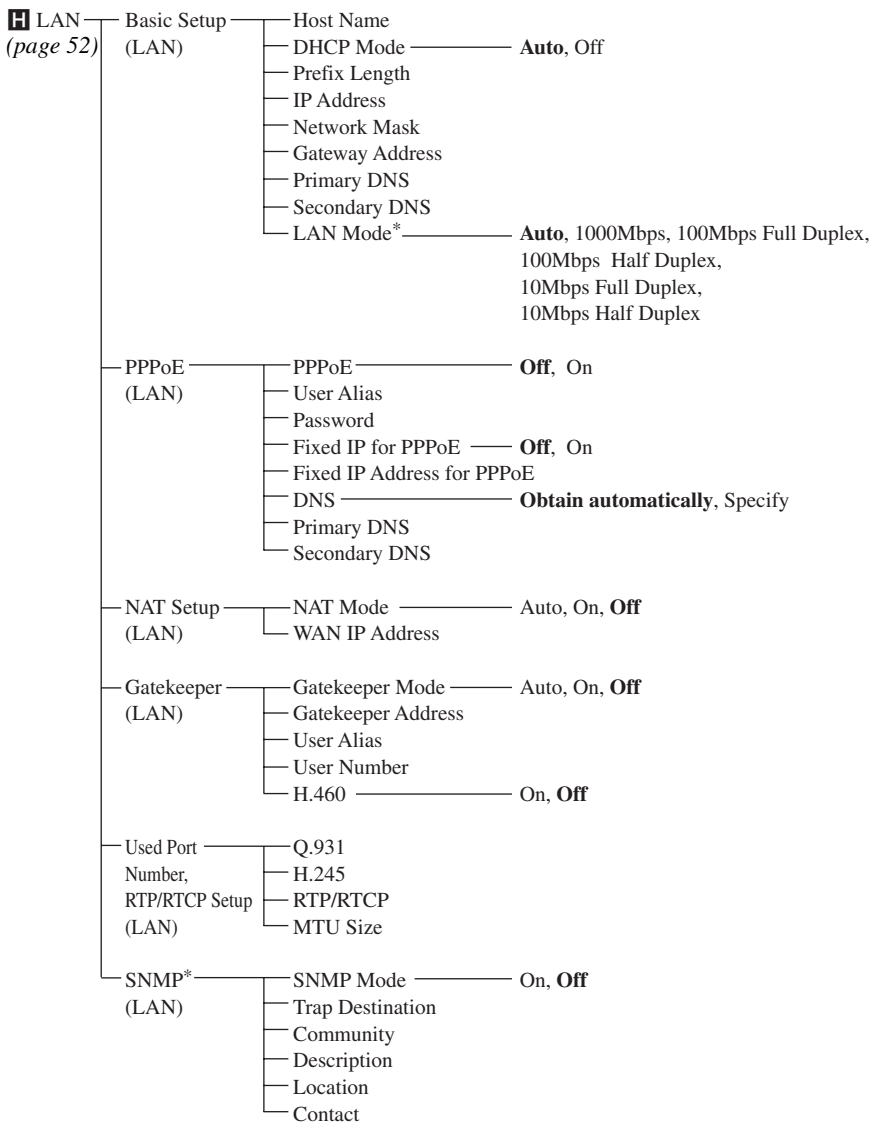 H LAN Basic Setup Host Name
(page 52) (LAN) DHCP Mode Auto, Off
Prefix Length
IP Address
Network Mask
Gateway Address
Primary DNS
Secondary DNS
LAN Mode* Auto, 1000Mbps, 100Mbps Full Duplex,
100Mbps Half Duplex,
10Mbps Full Duplex,
10Mbps Half Duplex
PPPoE PPPoE Off, On
(LAN) User Alias
Password
Fixed IP for PPPoE Off, On
Fixed IP Address for PPPoE
DNS Obtain automatically, Specify
Primary DNS
Secondary DNS
NAT Setup NAT Mode Auto, On, Off
(LAN) WAN IP Address
Gatekeeper Gatekeeper Mode Auto, On, Off
(LAN) Gatekeeper Address
User Alias
User Number
H.460 On, Off
Used Port Q.931
Number, H.245
RTP/RTCP Setup RTP/RTCP
(LAN) MTU Size
SNMP* SNMP Mode On, Off
(LAN) Trap Destination
Community
Description
Location
Contact